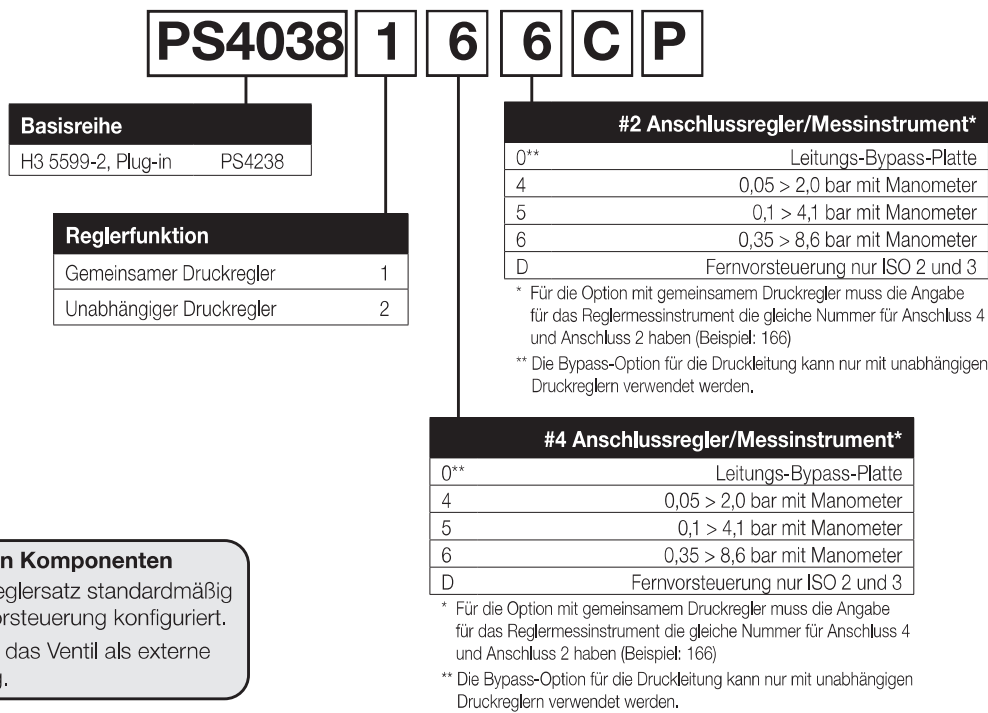 PS4038 1 6 6 C P
Basisreihe
H3 5599-2, Plug-in PS4238
Reglerfunktion
Gemeinsamer Druckregler 1
Unabhängiger Druckregler 2
#2 Anschlussregler/Messinstrument*
0** Leitungs-Bypass-Platte
4 0,05 > 2,0 bar mit Manometer
5 0,1 > 4,1 bar mit Manometer
6 0,35 > 8,6 bar mit Manometer
D Fernvorsteuerung nur ISO 2 und 3
* Für die Option mit gemeinsamem Druckregler muss die Angabe
für das Reglermessinstrument die gleiche Nummer für Anschluss 4
und Anschluss 2 haben (Beispiel: 166)
** Die Bypass-Option für die Druckleitung kann nur mit unabhängigen
Druckreglern verwendet werden.
#4 Anschlussregler/Messinstrument*
0** Leitungs-Bypass-Platte
4 0,05 > 2,0 bar mit Manometer
5 0,1 > 4,1 bar mit Manometer
6 0,35 > 8,6 bar mit Manometer
D Fernvorsteuerung nur ISO 2 und 3
* Für die Option mit gemeinsamem Druckregler muss die Angabe
für das Reglermessinstrument die gleiche Nummer für Anschluss 4
und Anschluss 2 haben (Beispiel: 166)
** Die Bypass-Option für die Druckleitung kann nur mit unabhängigen
Druckreglern verwendet werden.
n Komponenten
eglersatz standardmäßig
orsteuerung konfiguriert.
das Ventil als externe
g.